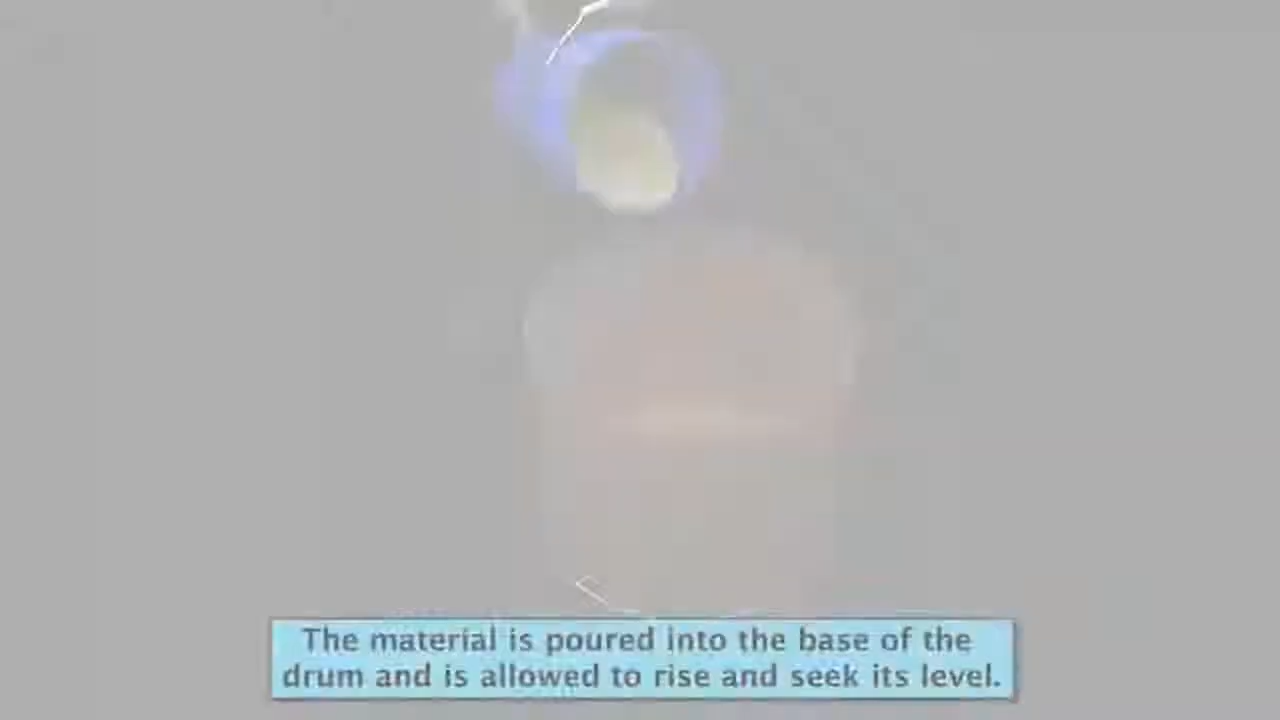 The material is poured into the base of the
drum and is allowed to rise and seek its level.